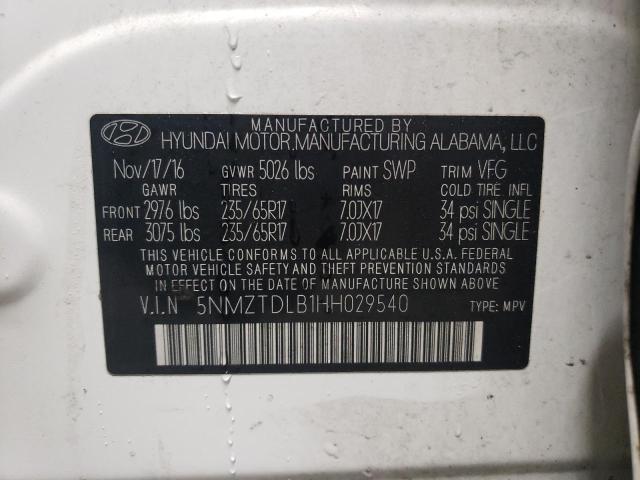 MANUFACTURED BY
HYUNDAI MOTOR MANUFACTURING ALABAMA, LLC
Nov/17/16 GVWR 5026 lbs PAINT SWP TRIM VFG
GAWR TIRES RIMS COLD TIRE INFL
FRONT 2976 lbs 235/65R17 7.0JX17 34 psi SINGLE
REAR 3075 lbs 235/65R17 7.0JX17 34 psi SINGLE
THIS VEHICLE CONFORMS TO ALL APPLICABLE U.S.A. FEDERAL
MOTOR VEHICLE SAFETY AND THEFT PREVENTION STANDARDS
IN EFFECT ON THE DATE OF MANUFACTURE SHOWN ABOVE
V.I.N 5NMZTDLB1HH029540 TYPE: MPV